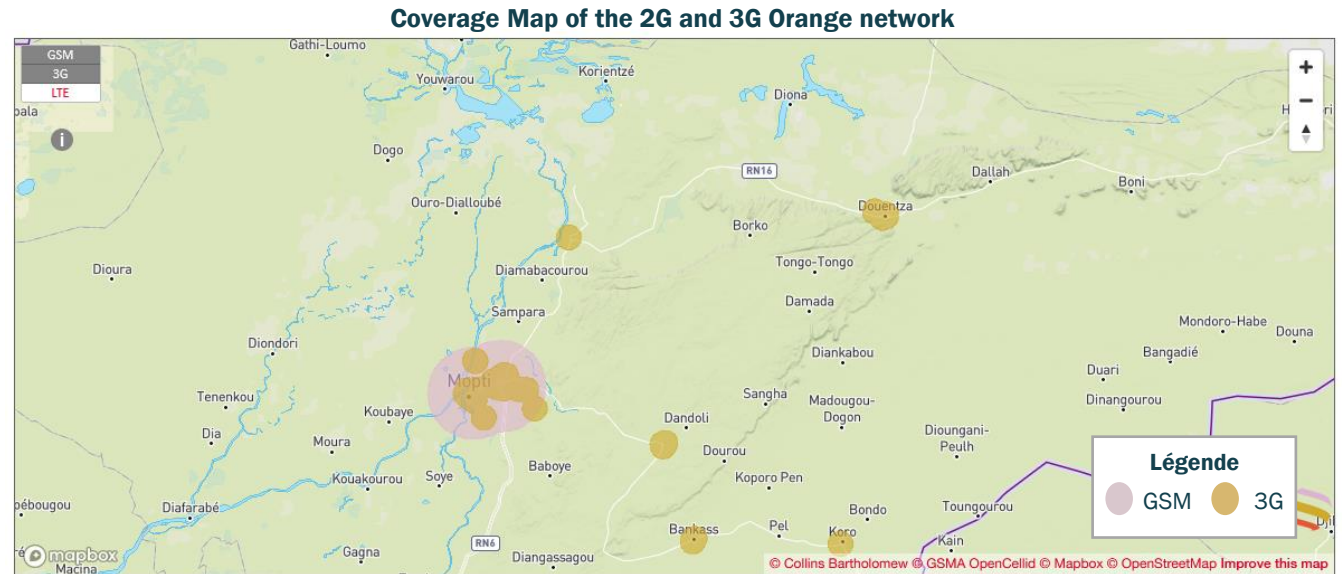 Coverage Map of the 2G and 3G Orange network
GSM
3G
LTE
i
Gathi-Loumo
Youwarou
Korientzé
Diona
Dogo
RN16
Dallah
Boni
Ouro-Dialloubé
Douentza
Borko
Dioura
Diamabacourou
Tongo-Tongo
Damada
Sampara
Mondoro-Habe
Douna
Diondori
Diankabou
Bangadié
Mopti
Duari
Tenenkou
Sangha
Madougou-
Dogon
Dinangourou
Koubaye
Dandoli
Dia
Moura
Dioungani-
Peulh
Dourou
Légende
GSM
3G
Kouakourou
Soye
Baboye
Koporo Pen
Diafarabé
Bondo
Toungourou
Bankass
Pel
Koro
RN6
Kain
Gagna
Diangassagou
mapbox
Macina
© Collins Bartholomew © GSMA OpenCellid © Mapbox © OpenStreetMap Improve this map